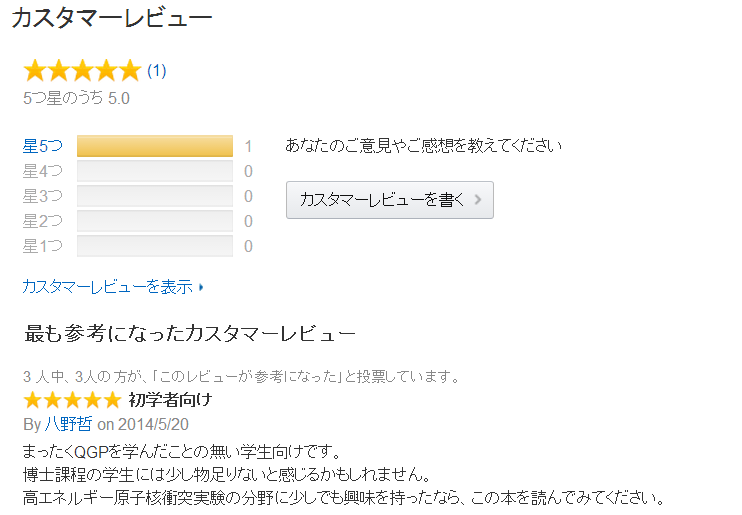 カスタマーレビュー
(1)
5つ星のうち 5.0
星5つ 1 あなたのご意見やご感想を教えてください
星4つ 0
星3つ 0 カスタマーレビューを書く
星2つ 0
星1つ 0
カスタマーレビューを表示
最も参考になったカスタマーレビュー
3 人中、3人の方が、「このレビューが参考になった」と投票しています。
初学者向け
By 八野哲 on 2014/5/20
まったくQGPを学んだことの無い学生向けです。
博士課程の学生には少し物足りないと感じるかもしれません。
高エネルギー原子核衝突実験の分野に少しでも興味を持ったなら、この本を読んでみてください。